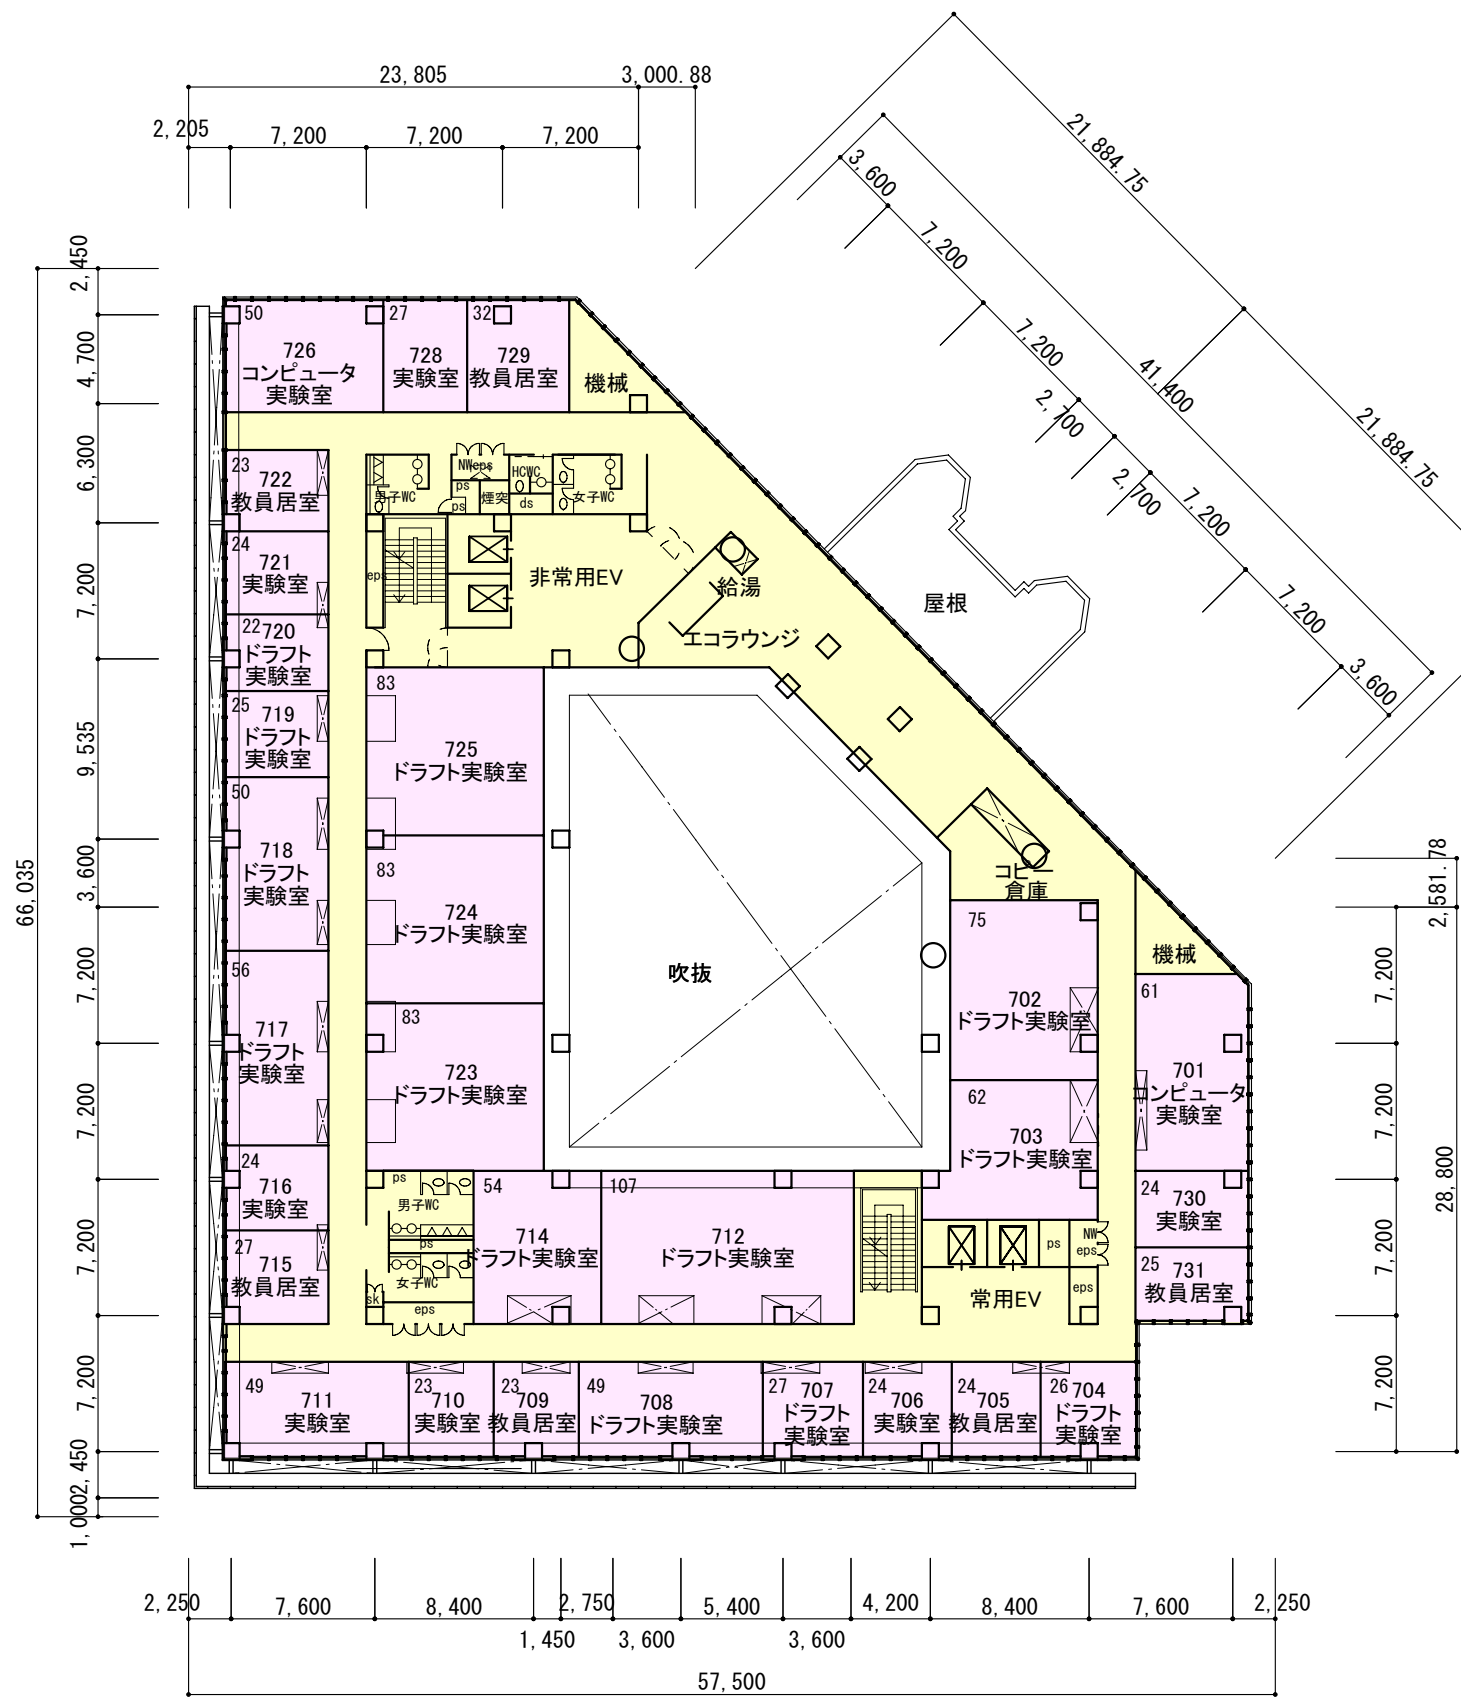 23,805
3,000.88
2,205
7,200
7,200
7,200
21,884.75
3,600
7,200
7,200
41,400
2,700
2,700
21,884.75
7,200
7,200
3,600
2,450
4,700
6,300
7,200
9,535
3,600
66,035
7,200
7,200
7,200
7,200
2,450
1,000
50
726
コンピュータ
実験室
27
728
実験室
32
729
教員居室
機械
23
722
教員居室
男子WC
NW
eps
ps
ps
煙突
HCWC
ds
女子WC
24
721
実験室
eps
非常用EV
給湯
屋根
22
720
ドラフト
実験室
エコラウンジ
25
719
ドラフト
実験室
83
725
ドラフト実験室
50
718
ドラフト
実験室
83
724
ドラフト実験室
コピー
倉庫
75
702
ドラフト実験室
機械
56
717
ドラフト
実験室
83
723
ドラフト実験室
吹抜
61
701
コンピュータ
実験室
62
703
ドラフト実験室
24
716
実験室
ps
男子WC
ps
女子WC
sk
eps
54
714
ドラフト実験室
107
712
ドラフト実験室
ps
NW
eps
eps
常用EV
24
730
実験室
25
731
教員居室
27
715
教員居室
49
711
実験室
23
710
実験室
23
709
教員居室
49
708
ドラフト実験室
27
707
ドラフト
実験室
24
706
実験室
24
705
教員居室
26
704
ドラフト
実験室
2,581.78
7,200
7,200
7,200
7,200
28,800
2,250
7,600
8,400
2,750
5,400
4,200
8,400
7,600
2,250
1,450
3,600
3,600
57,500